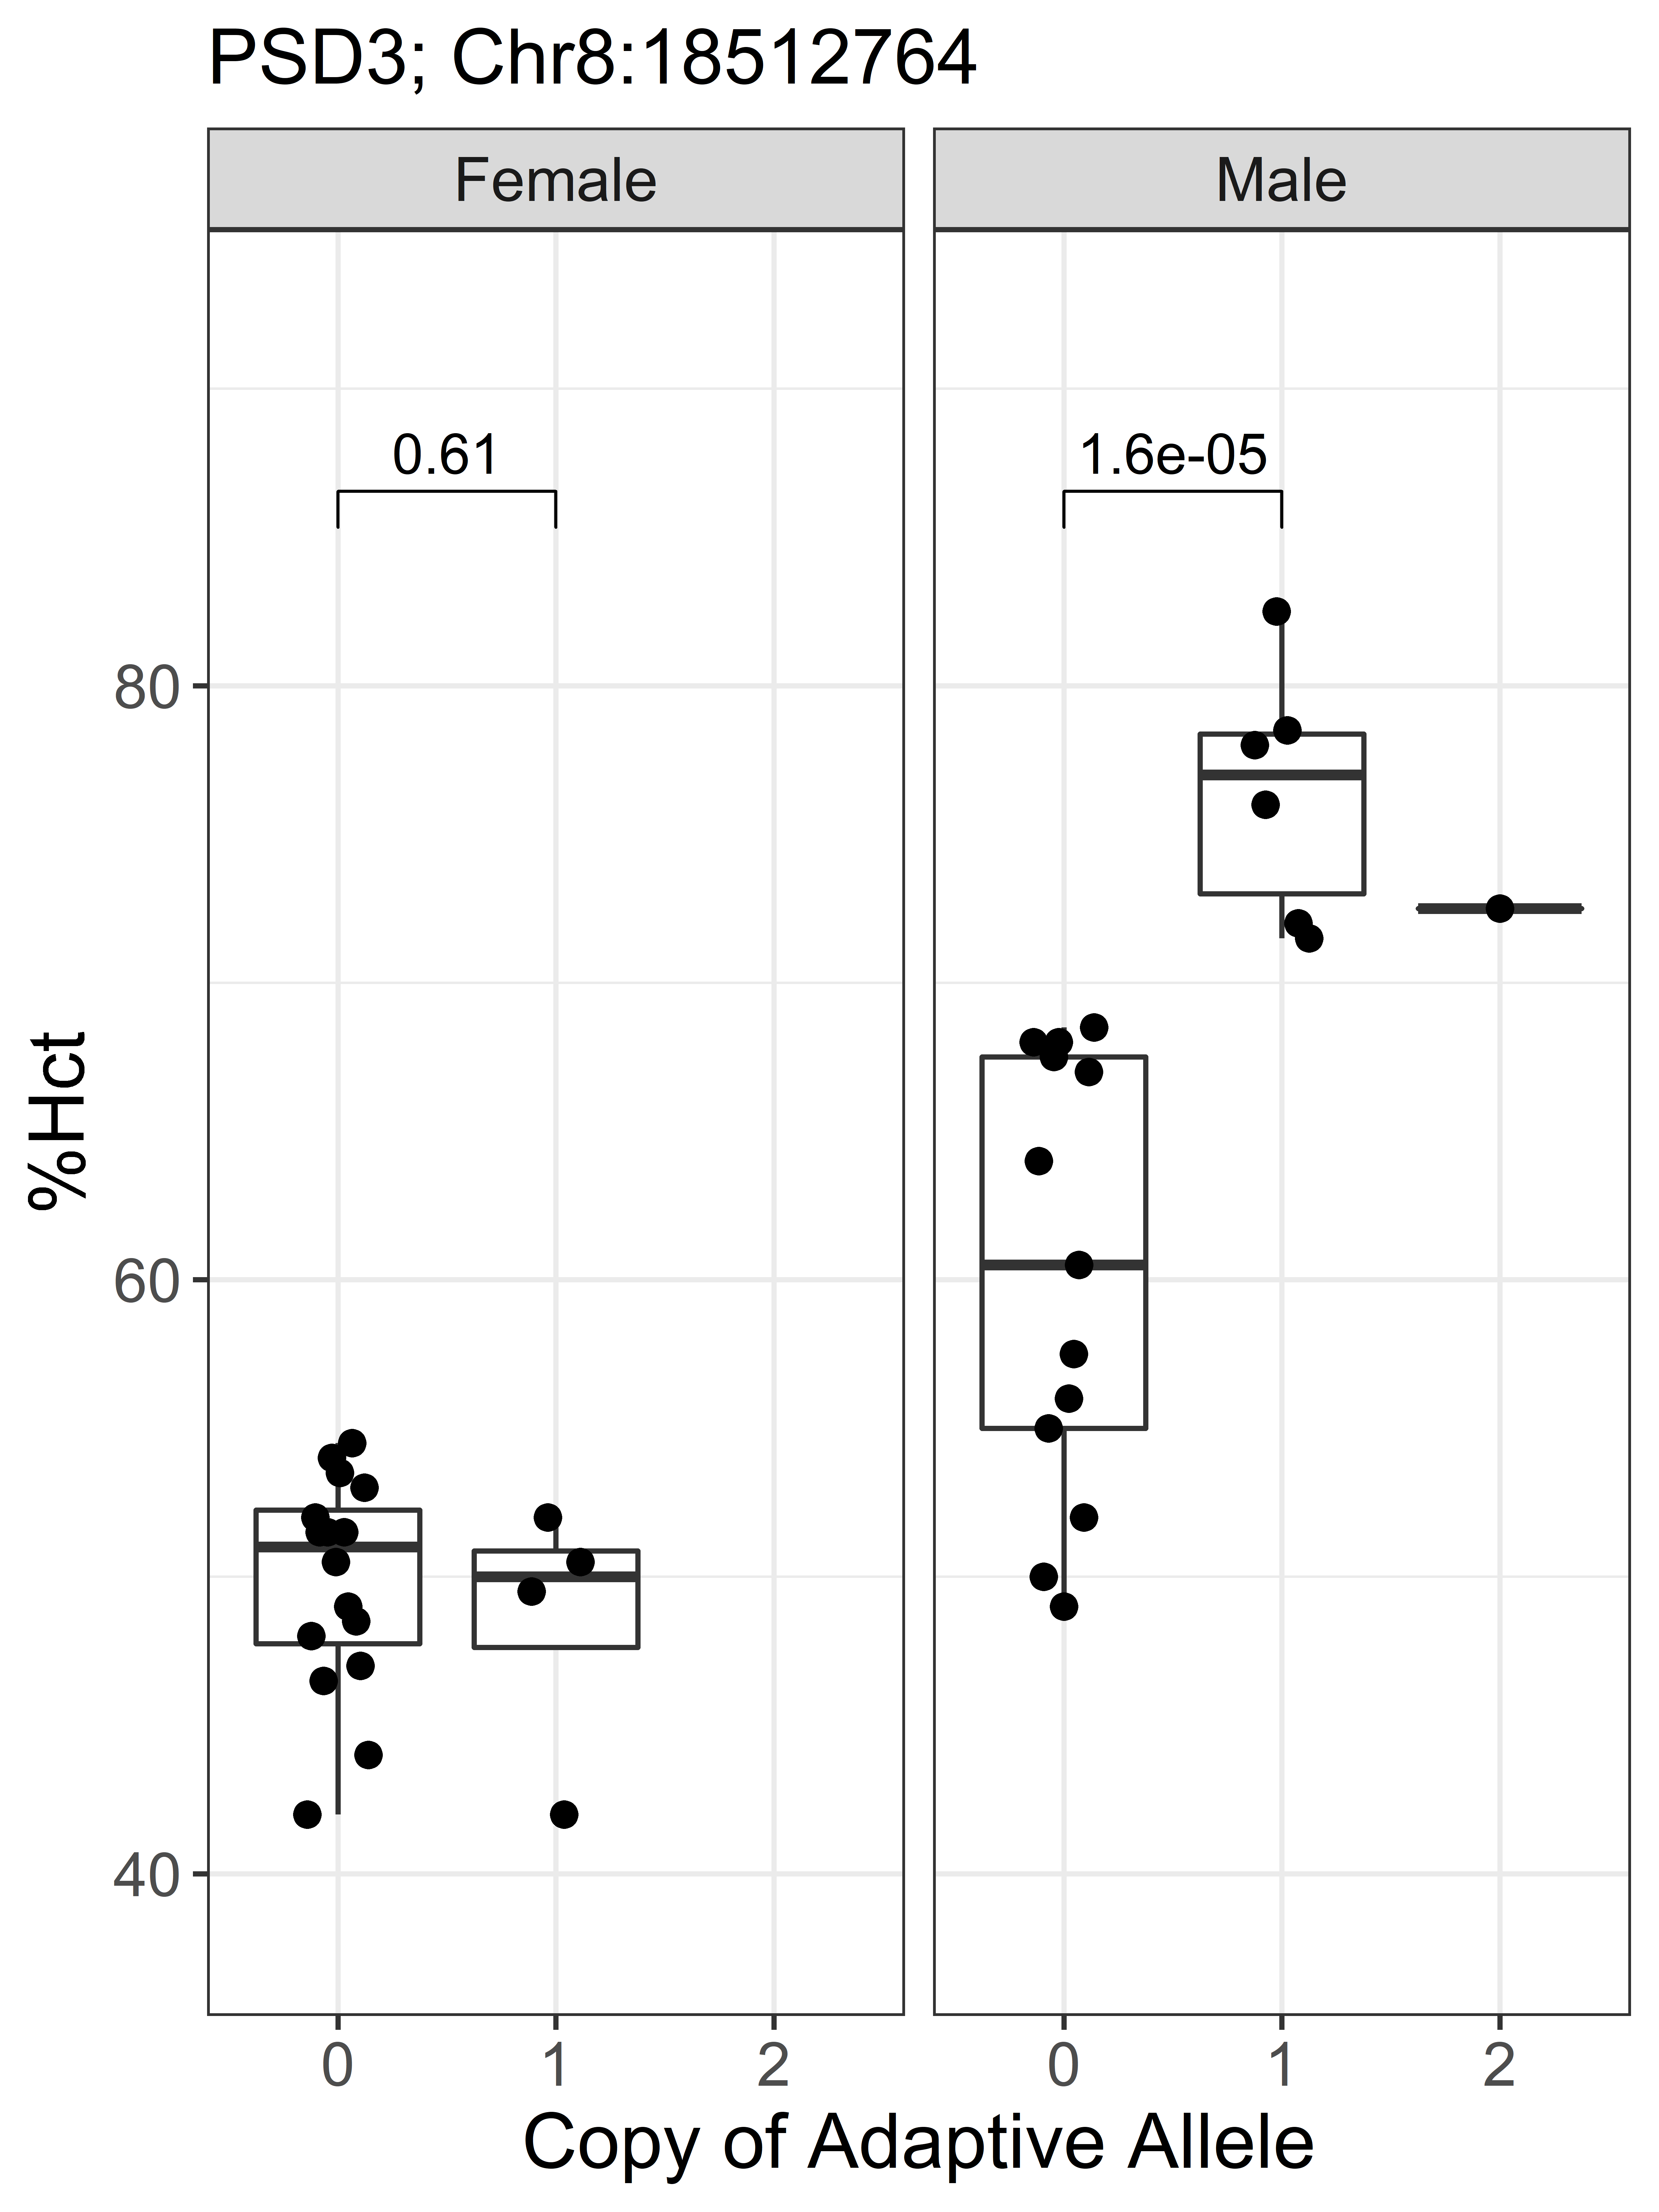 PSD3; Chr8:18512764
Female
Male
0.61
1.6e-05
80
60
40
%Hct
0 1 2
0 1 2
Copy of Adaptive Allele